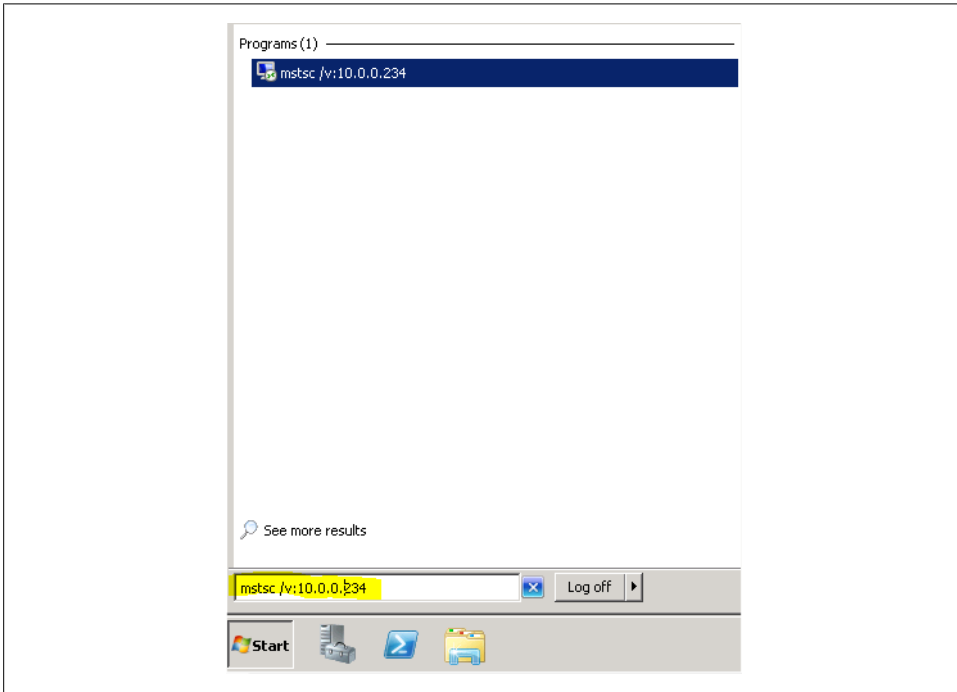 Programs (1)
mstsc /v:10.0.0.234
See more results
mstsc /v:10.0.0.234
Log off
Start